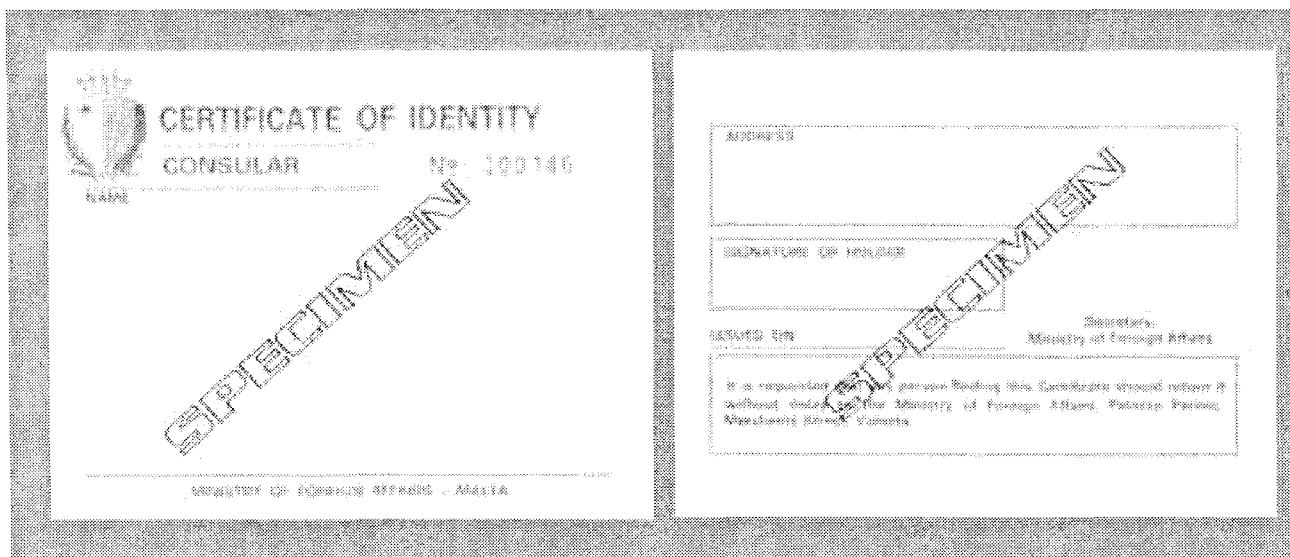 CERTIFICATE OF IDENTITY
CONSULAR
No 100146
NAME
SPECIMEN
MINISTRY OF FOREIGN AFFAIRS - MALTA
ADDRESS
SIGNATURE OF HOLDER
SPECIMEN
ISSUED ON
Secretary,
Ministry of Foreign Affairs
It is requested person finding this Certificate should return it
without delay to the Ministry of Foreign Affairs, Palazzo Parisio,
Merchants Street, Valletta.